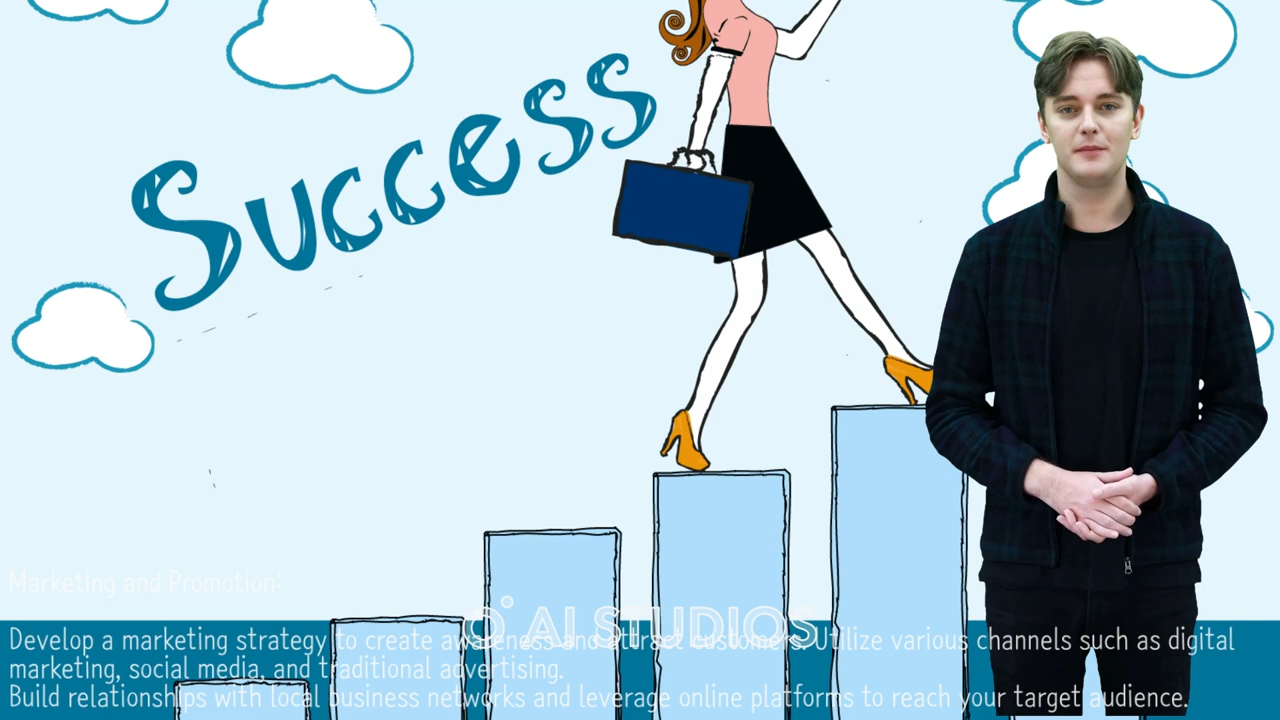 Success
Marketing and Promotion:
AI STUDIOS
Develop a marketing strategy to create awareness and attract customers. Utilize various channels such as digital
marketing, social media, and traditional advertising.
Build relationships with local business networks and leverage online platforms to reach your target audience.